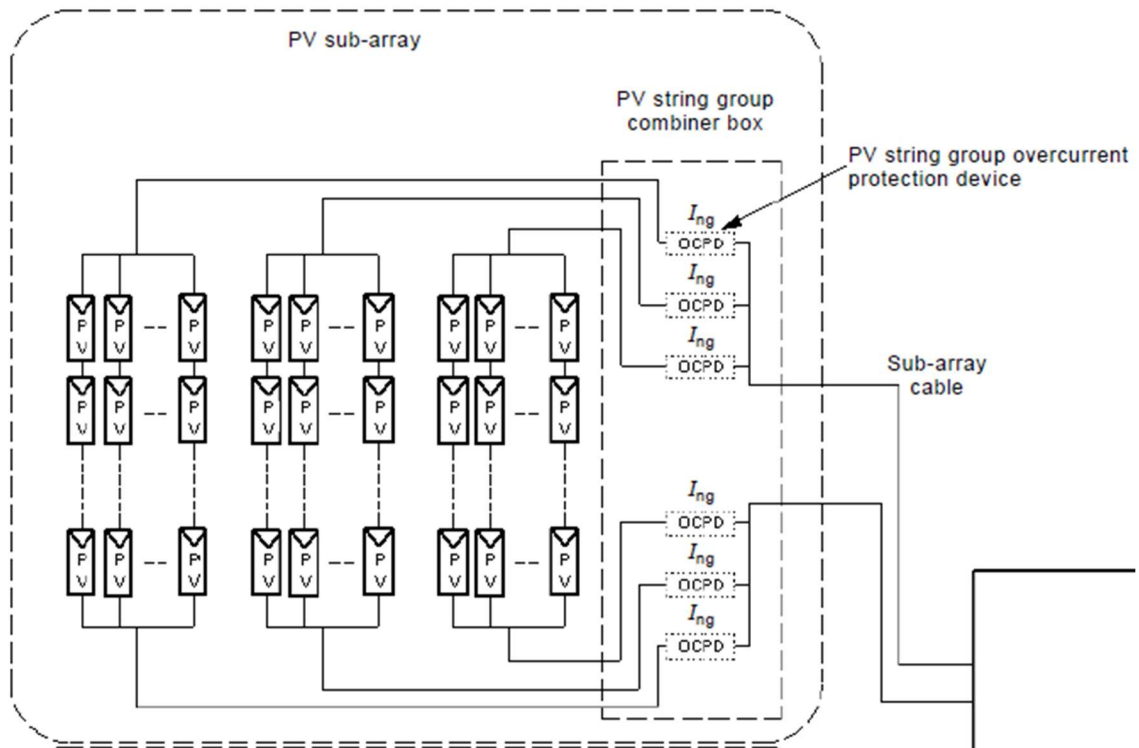 PV sub-array
PV string group
combiner box
PV string group overcurrent
protection device
Ing
OCPD
Ing
OCPD
Ing
OCPD
P P -- P P P -- P P P -- P
V V V V V V V V V
P P -- P P P -- P P P -- P
V V V V V V V V V
Sub-array
cable
Ing
OCPD
Ing
OCPD
Ing
OCPD
P P -- P P P -- P P P -- P
V V V V V V V V V